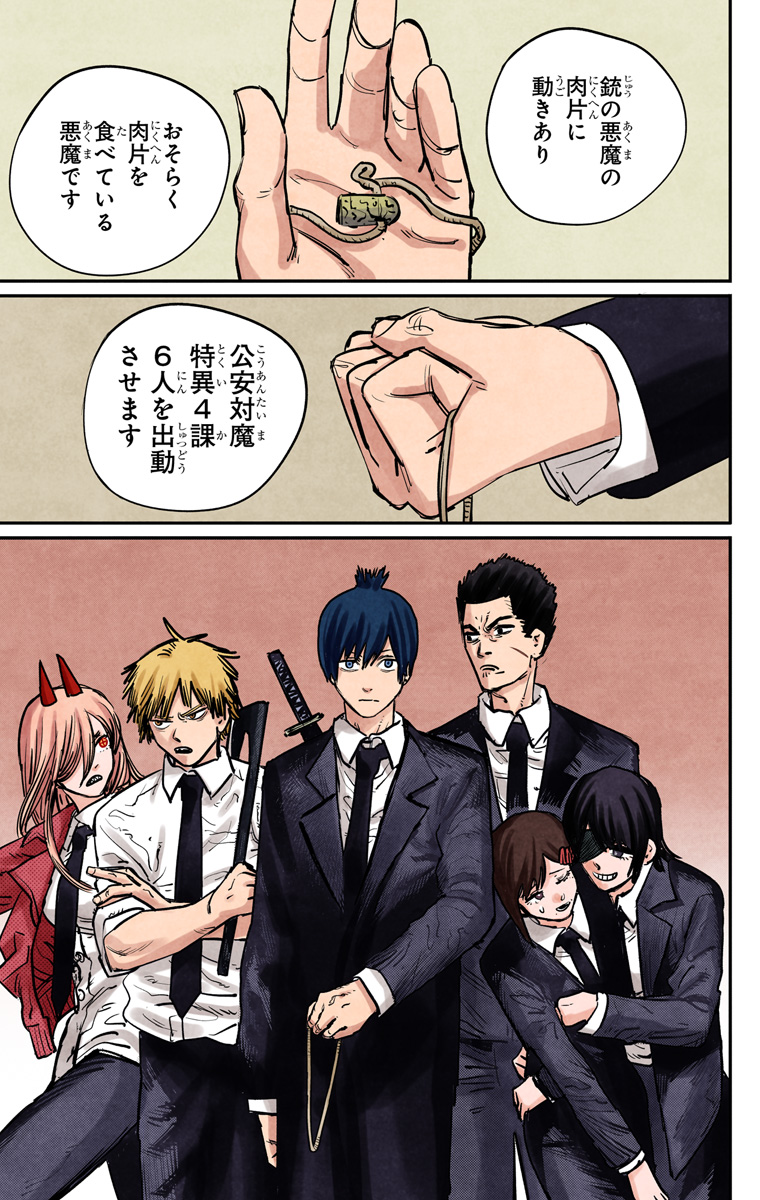 銃の悪魔の
肉片に
動きあり
おそらく
肉片を
食べている
悪魔です
公安対魔
特異4課
6人を出動
させます